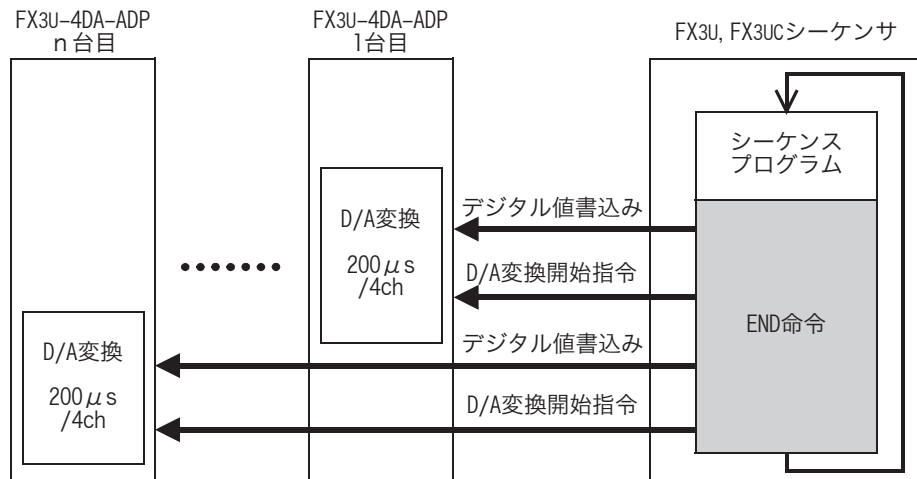 FX3U-4DA-ADP
n台目
FX3U-4DA-ADP
1台目
FX3U, FX3UCシーケンサ
シーケンス
プログラム
デジタル値書込み
D/A変換
200μs
/4ch
D/A変換開始指令
END命令
デジタル値書込み
D/A変換
200μs
/4ch
D/A変換開始指令